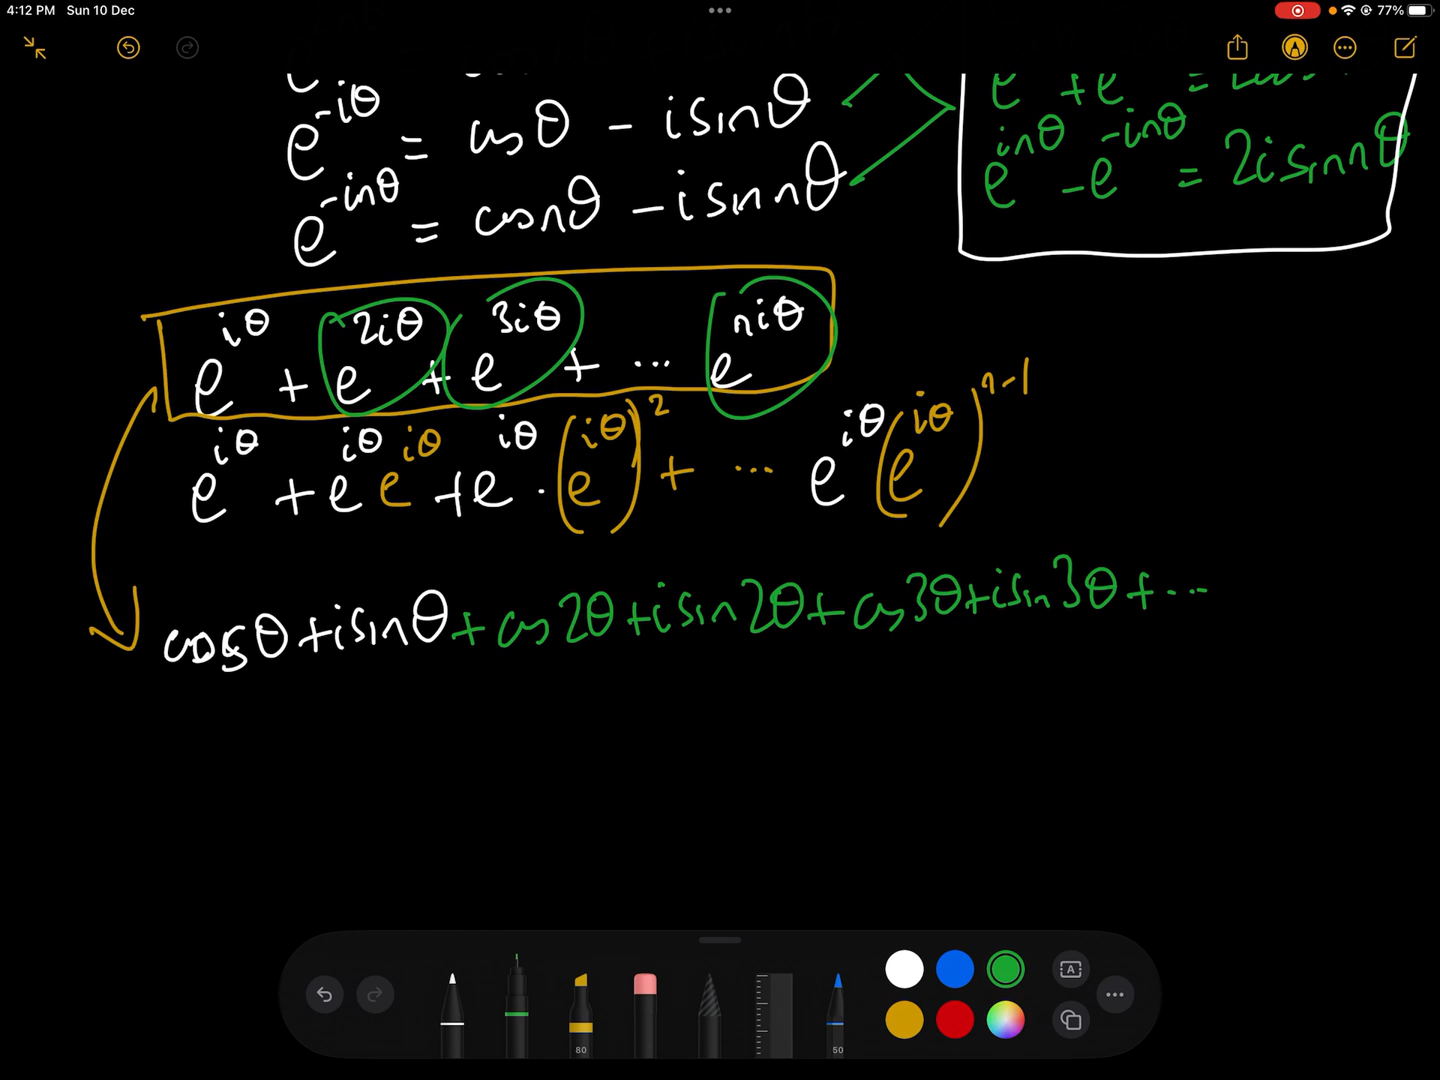 4:12 PM Sun 10 Dec
77%
e^{-iθ} = cosθ - isinθ
e^{-inθ} = cosnθ - isinnθ
e + e =
e^{inθ} - e^{-inθ} = 2isinnθ
e^{iθ} + e^{2iθ} + e^{3iθ} + ... e^{niθ}
e^{iθ} + e^{iθ} e^{iθ} + e^{iθ} · (e^{iθ})^2 + ... e^{iθ} (e^{iθ})^{n-1}
cosθ + isinθ + cos2θ + isin2θ + cos3θ + isin3θ + ...
80
50
A